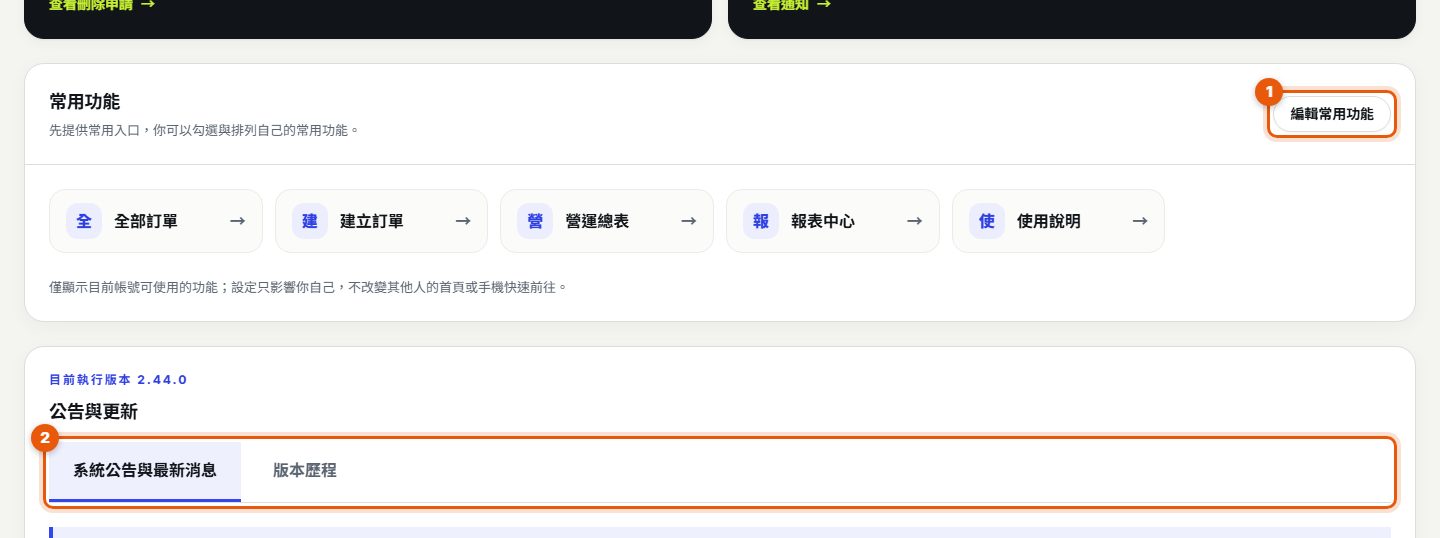 查看刪除申請 →
查看通知 →
常用功能
先提供常用入口，你可以勾選與排列自己的常用功能。
1
編輯常用功能
全 全部訂單 →
建 建立訂單 →
營 營運總表 →
報 報表中心 →
使 使用說明 →
僅顯示目前帳號可使用的功能；設定只影響你自己，不改變其他人的首頁或手機快速前往。
目前執行版本 2.44.0
公告與更新
2
系統公告與最新消息
版本歷程